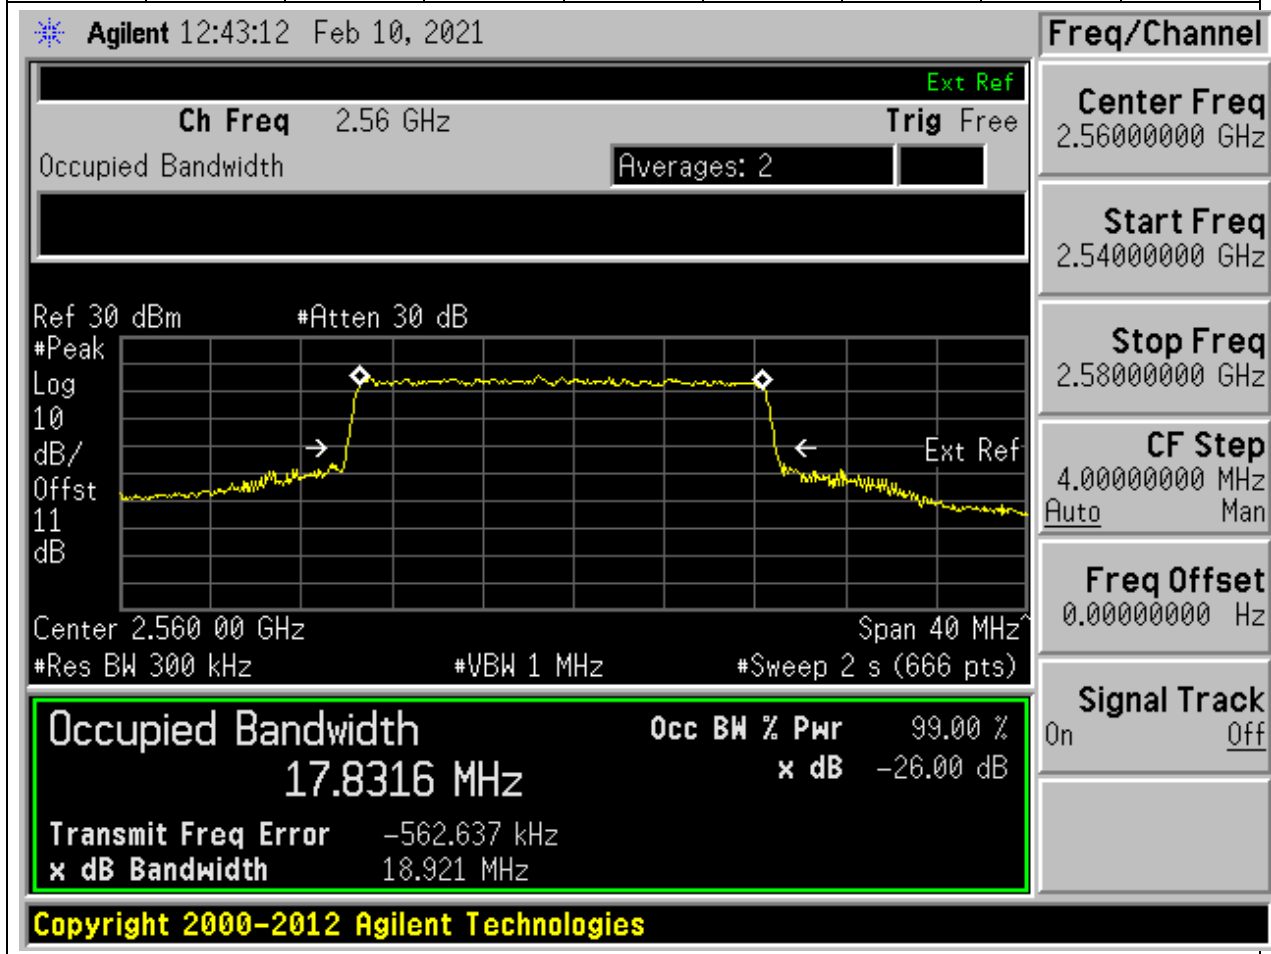 Agilent 12:43:12 Feb 10, 2021
Freq/Channel
Ext Ref
Ch Freq 2.56 GHz Trig Free
Occupied Bandwidth Averages: 2
Center Freq
2.56000000 GHz
Start Freq
2.54000000 GHz
Stop Freq
2.58000000 GHz
CF Step
4.00000000 MHz
Auto Man
Freq Offset
0.00000000 Hz
Signal Track
On Off
Ref 30 dBm #Atten 30 dB
#Peak
Log
10
dB/
Offst
11
dB
Ext Ref
Center 2.560 00 GHz Span 40 MHz^
#Res BW 300 kHz #VBW 1 MHz #Sweep 2 s (666 pts)
Occupied Bandwidth
17.8316 MHz
Occ BW % Pwr 99.00 %
x dB -26.00 dB
Transmit Freq Error -562.637 kHz
x dB Bandwidth 18.921 MHz
Copyright 2000-2012 Agilent Technologies